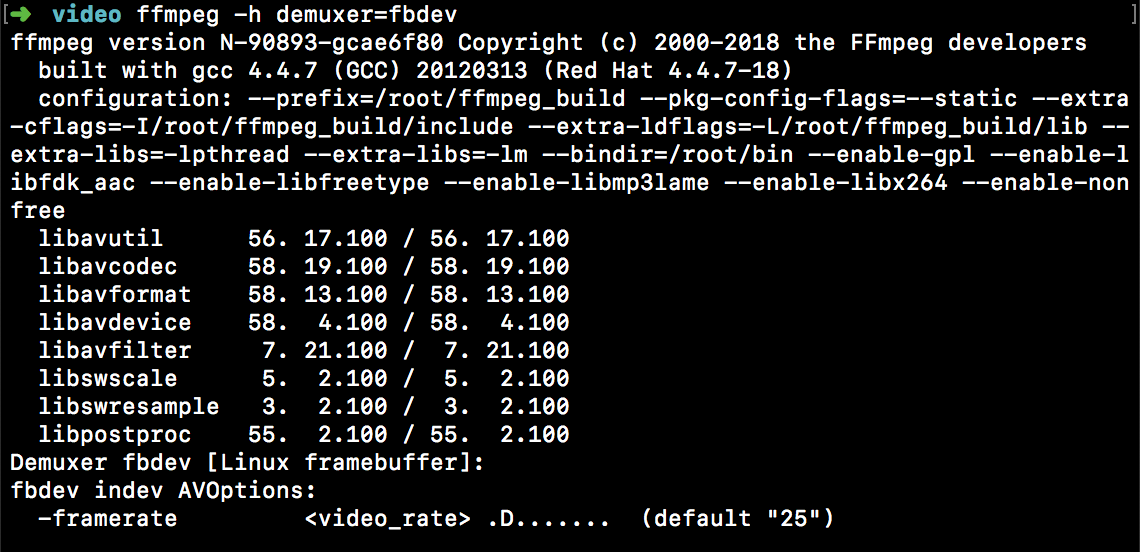 [➜  video ffmpeg -h demuxer=fbdev ]
ffmpeg version N-90893-gcae6f80 Copyright (c) 2000-2018 the FFmpeg developers
  built with gcc 4.4.7 (GCC) 20120313 (Red Hat 4.4.7-18)
  configuration: --prefix=/root/ffmpeg_build --pkg-config-flags=--static --extra
-cflags=-I/root/ffmpeg_build/include --extra-ldflags=-L/root/ffmpeg_build/lib --
extra-libs=-lpthread --extra-libs=-lm --bindir=/root/bin --enable-gpl --enable-l
ibfdk_aac --enable-libfreetype --enable-libmp3lame --enable-libx264 --enable-non
free
  libavutil      56. 17.100 / 56. 17.100
  libavcodec     58. 19.100 / 58. 19.100
  libavformat    58. 13.100 / 58. 13.100
  libavdevice    58.  4.100 / 58.  4.100
  libavfilter     7. 21.100 /  7. 21.100
  libswscale      5.  2.100 /  5.  2.100
  libswresample   3.  2.100 /  3.  2.100
  libpostproc    55.  2.100 / 55.  2.100
Demuxer fbdev [Linux framebuffer]:
fbdev indev AVOptions:
  -framerate         <video_rate> .D.......  (default "25")